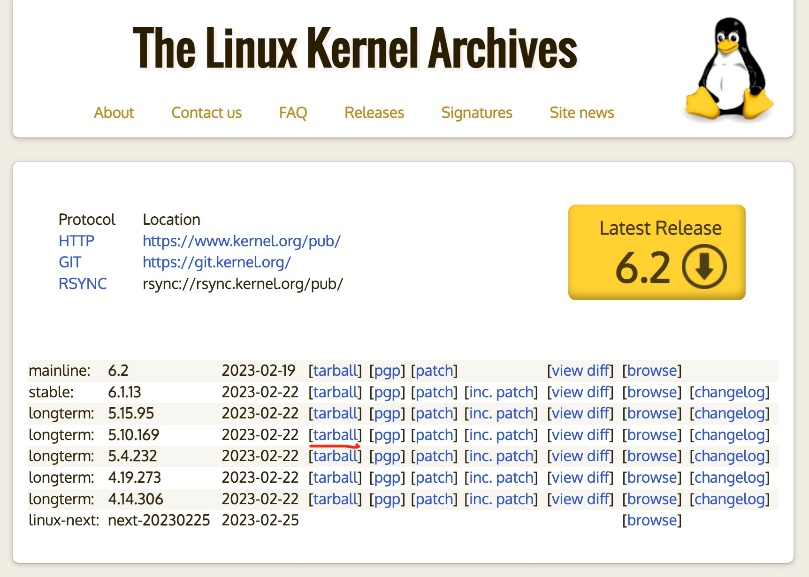 The Linux Kernel Archives
About Contact us FAQ Releases Signatures Site news
Protocol Location
HTTP https://www.kernel.org/pub/
GIT https://git.kernel.org/
RSYNC rsync://rsync.kernel.org/pub/
Latest Release
6.2
mainline: 6.2 2023-02-19 [tarball] [pgp] [patch] [view diff] [browse]
stable: 6.1.13 2023-02-22 [tarball] [pgp] [patch] [inc. patch] [view diff] [browse] [changelog]
longterm: 5.15.95 2023-02-22 [tarball] [pgp] [patch] [inc. patch] [view diff] [browse] [changelog]
longterm: 5.10.169 2023-02-22 [tarball] [pgp] [patch] [inc. patch] [view diff] [browse] [changelog]
longterm: 5.4.232 2023-02-22 [tarball] [pgp] [patch] [inc. patch] [view diff] [browse] [changelog]
longterm: 4.19.273 2023-02-22 [tarball] [pgp] [patch] [inc. patch] [view diff] [browse] [changelog]
longterm: 4.14.306 2023-02-22 [tarball] [pgp] [patch] [inc. patch] [view diff] [browse] [changelog]
linux-next: next-20230225 2023-02-25 [browse]